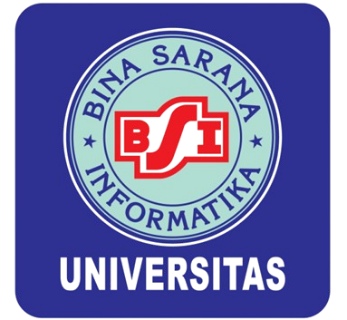 BINA SARANA
BSI
INFORMATIKA
UNIVERSITAS